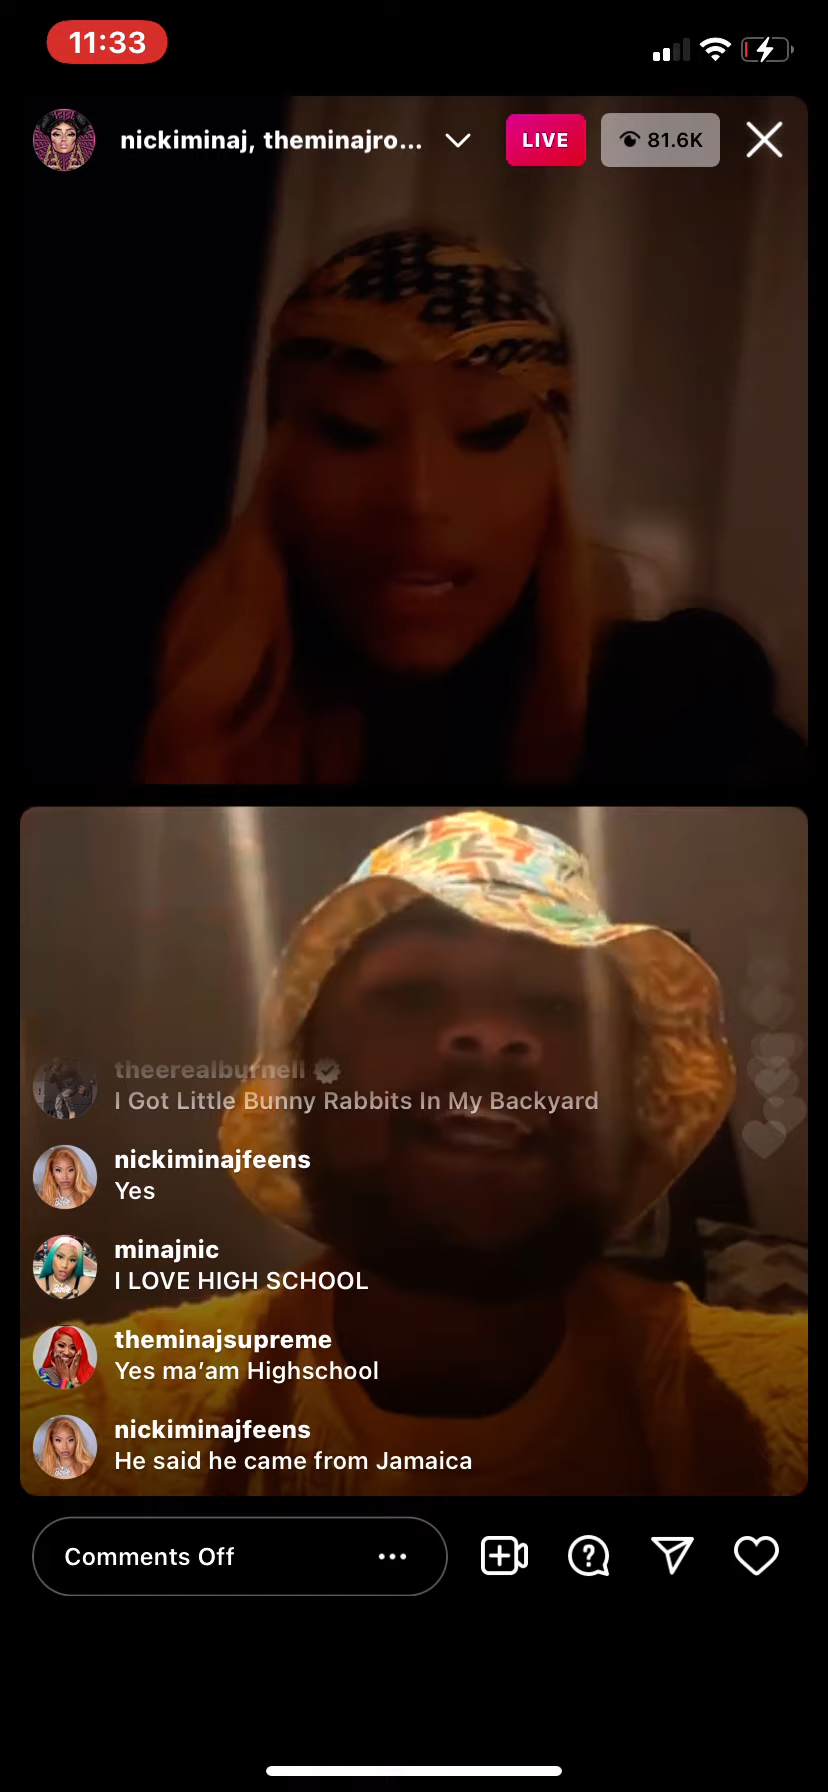 11:33
nickiminaj, theminajro...
LIVE
81.6K
theerealburnell
I Got Little Bunny Rabbits In My Backyard
nickiminajfeens
Yes
minajnic
I LOVE HIGH SCHOOL
theminajsupreme
Yes ma’am Highschool
nickiminajfeens
He said he came from Jamaica
Comments Off